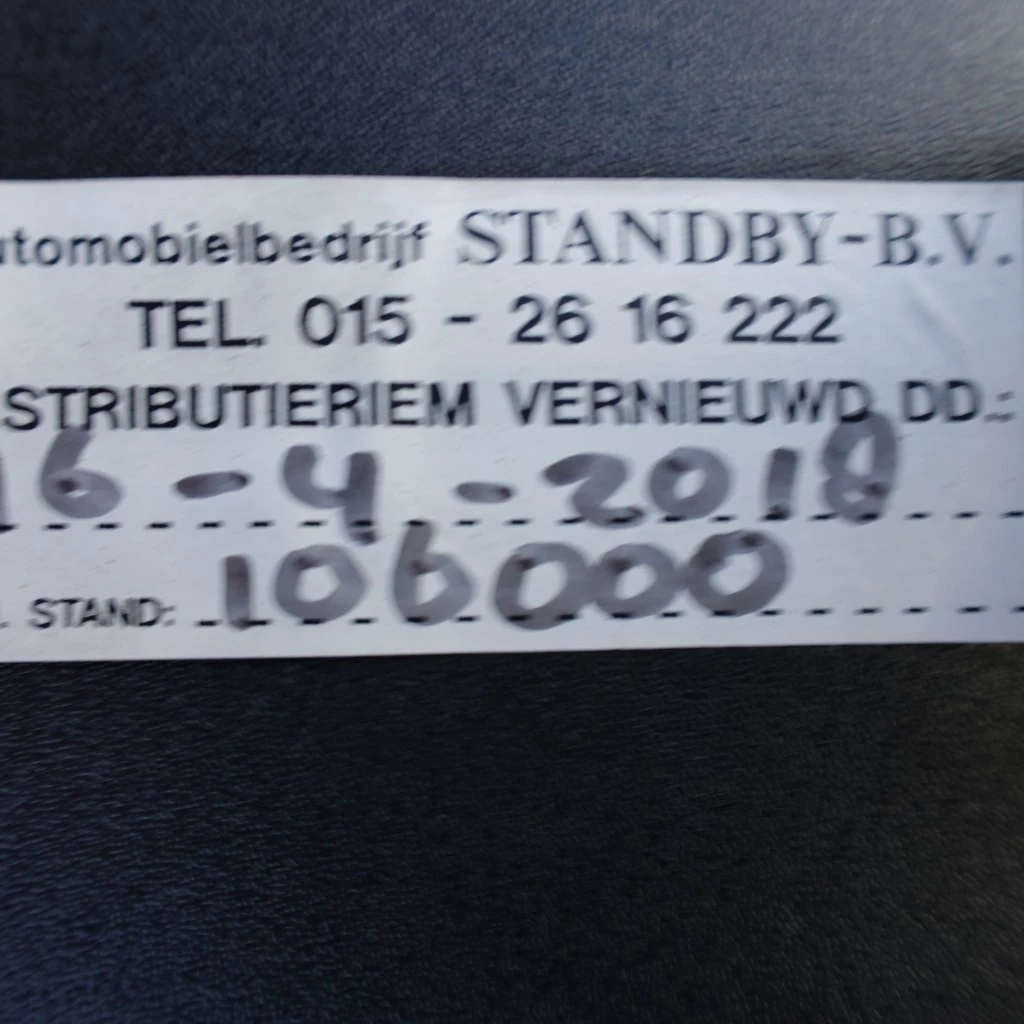 utomobielbedrijf STANDBY-B.V.
TEL. 015 - 26 16 222
STRIBUTIERIEM VERNIEUWD DD.:
16-4-2018
. STAND: 106000